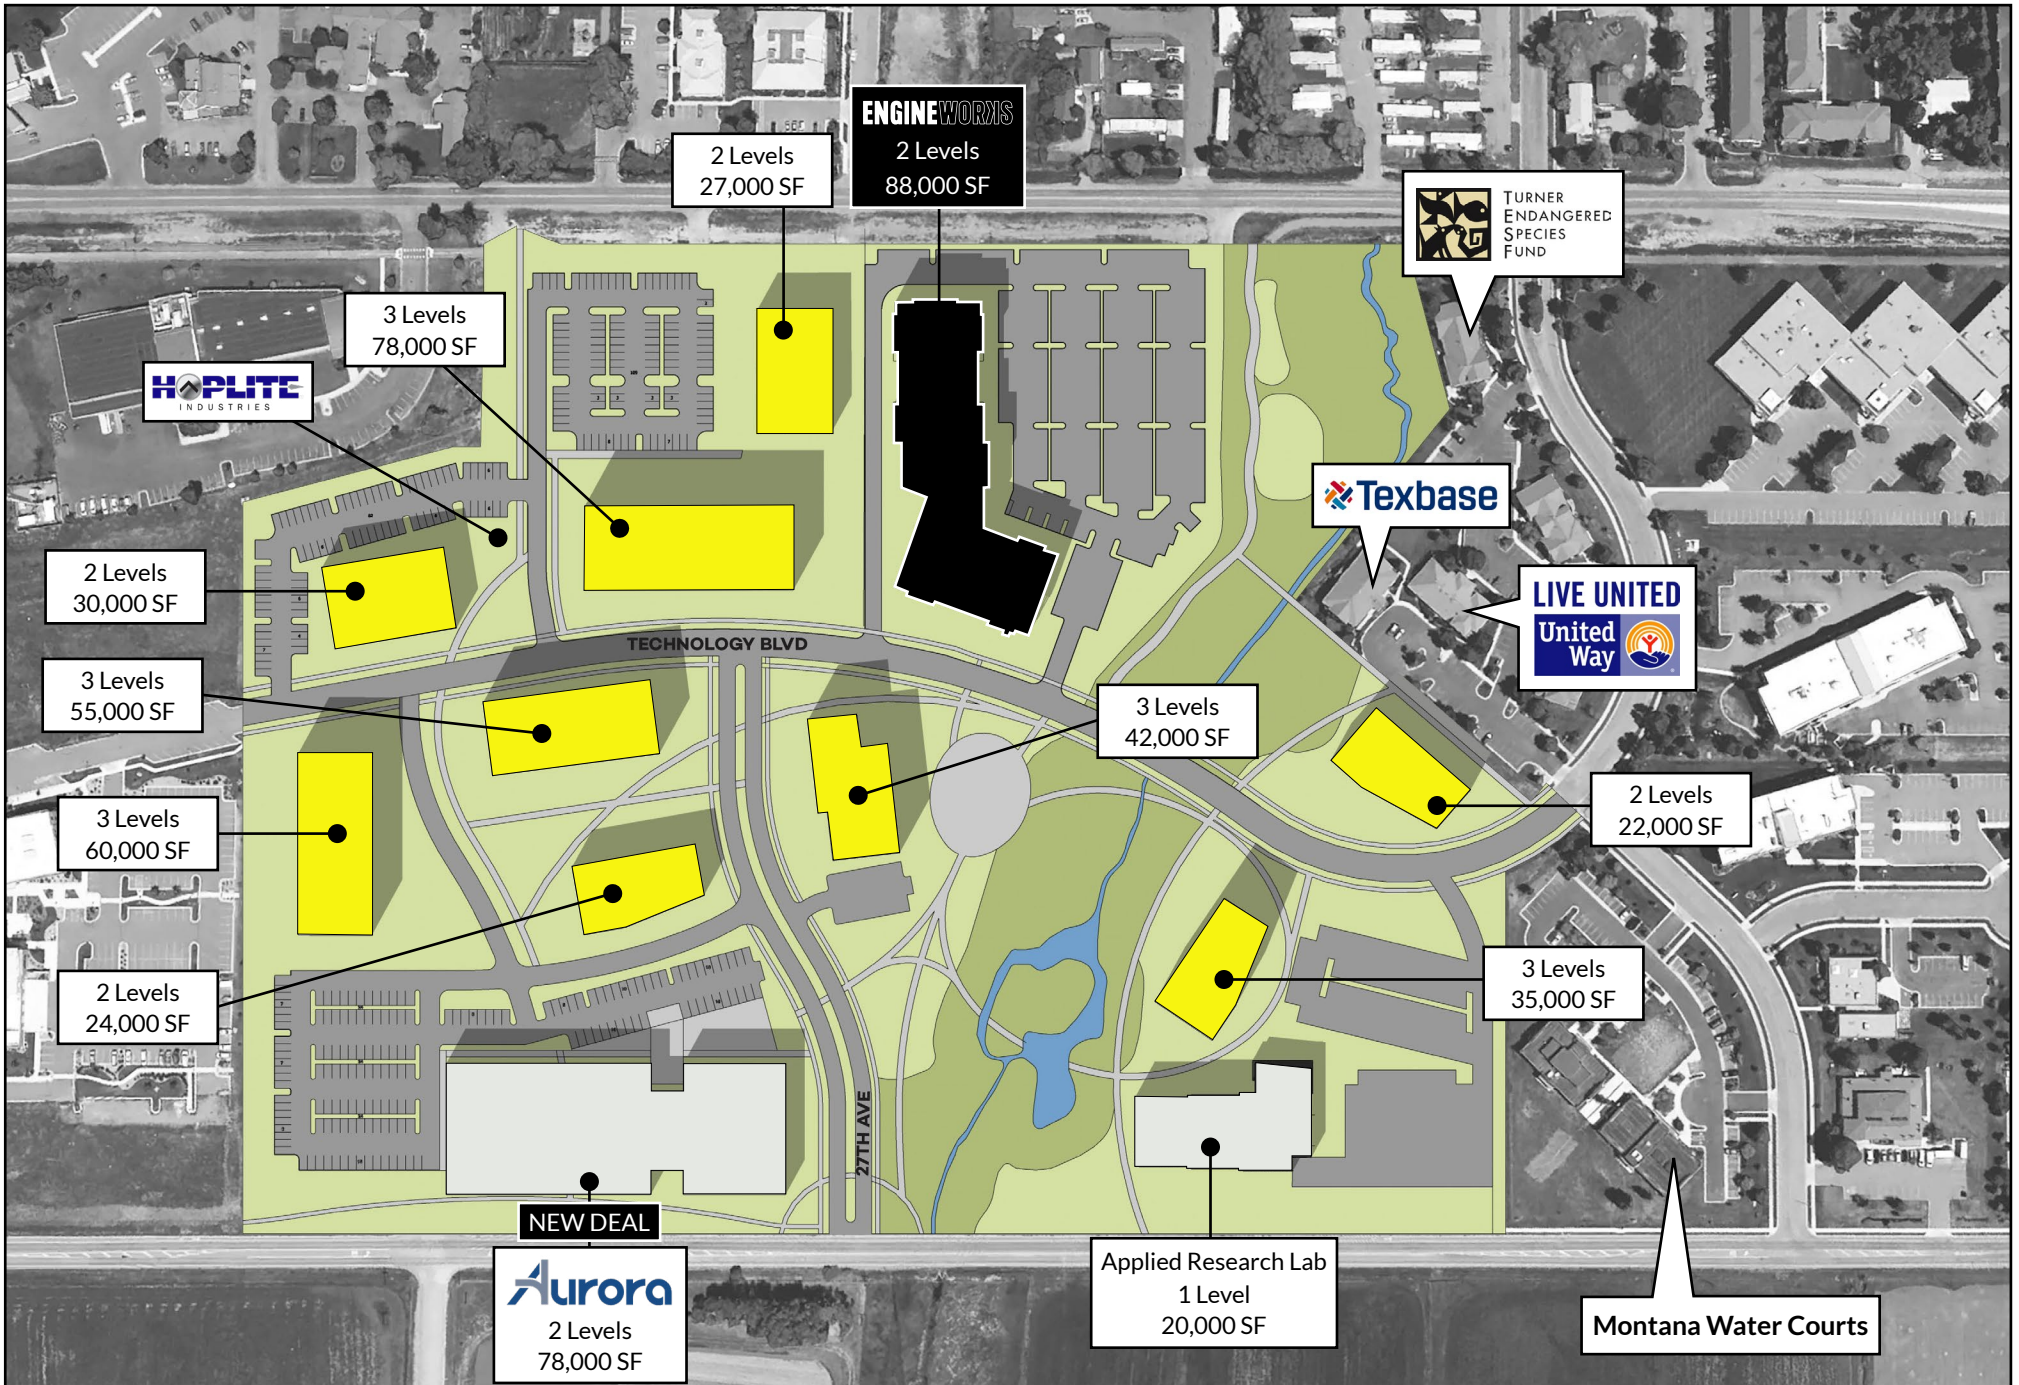 ENGINEWORKS
2 Levels
88,000 SF
2 Levels
27,000 SF
TURNER
ENDANGERED
SPECIES
FUND
3 Levels
78,000 SF
HOPLITE
INDUSTRIES
Texbase
2 Levels
30,000 SF
LIVE UNITED
United
Way
TECHNOLOGY BLVD
3 Levels
55,000 SF
3 Levels
42,000 SF
2 Levels
22,000 SF
3 Levels
60,000 SF
3 Levels
35,000 SF
2 Levels
24,000 SF
27TH AVE
NEW DEAL
Aurora
2 Levels
78,000 SF
Applied Research Lab
1 Level
20,000 SF
Montana Water Courts